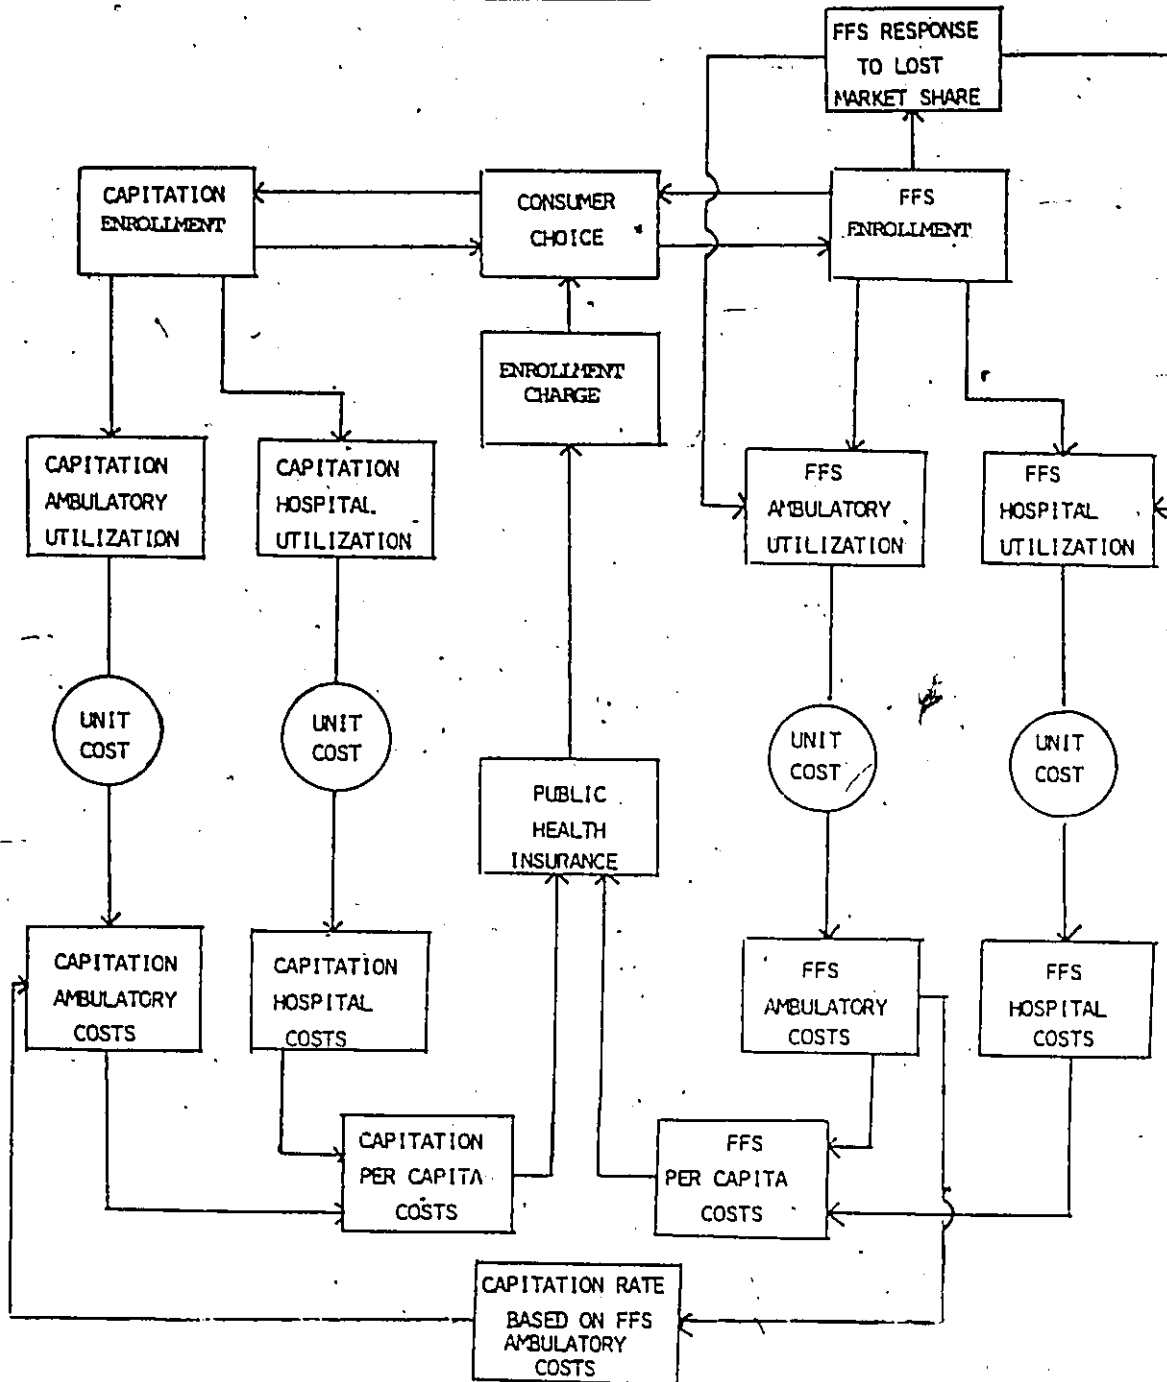 FFS RESPONSE
TO LOST
MARKET SHARE
CAPITATION
ENROLLMENT
CONSUMER
CHOICE
FFS
ENROLLMENT
ENROLLMENT
CHARGE
CAPITATION
AMBULATORY
UTILIZATION
CAPITATION
HOSPITAL
UTILIZATION
FFS
AMBULATORY
UTILIZATION
FFS
HOSPITAL
UTILIZATION
UNIT
COST
UNIT
COST
UNIT
COST
UNIT
COST
PUBLIC
HEALTH
INSURANCE
CAPITATION
AMBULATORY
COSTS
CAPITATION
HOSPITAL
COSTS
FFS
AMBULATORY
COSTS
FFS
HOSPITAL
COSTS
CAPITATION
PER CAPITA
COSTS
FFS
PER CAPITA
COSTS
CAPITATION RATE
BASED ON FFS
AMBULATORY
COSTS